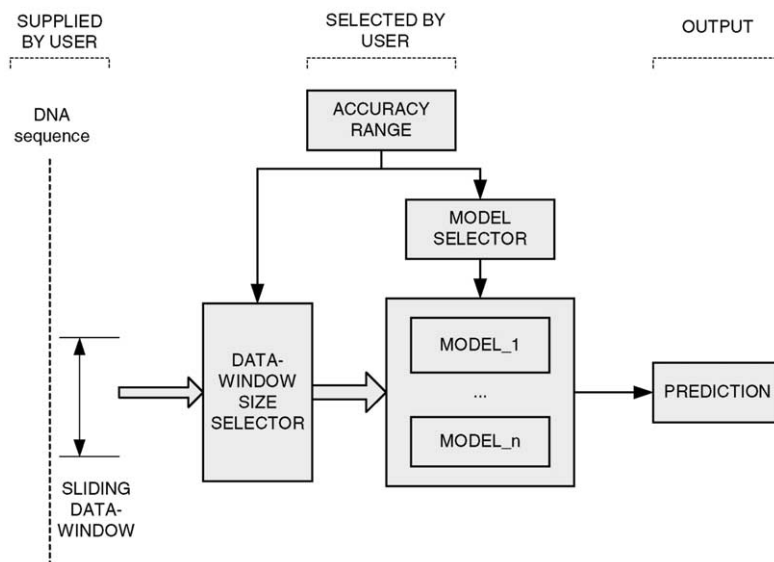 SUPPLIED
BY USER
SELECTED BY
USER
OUTPUT
DNA
sequence
ACCURACY
RANGE
MODEL
SELECTOR
DATA-
WINDOW
SIZE
SELECTOR
MODEL_1
...
MODEL_n
PREDICTION
SLIDING
DATA-
WINDOW